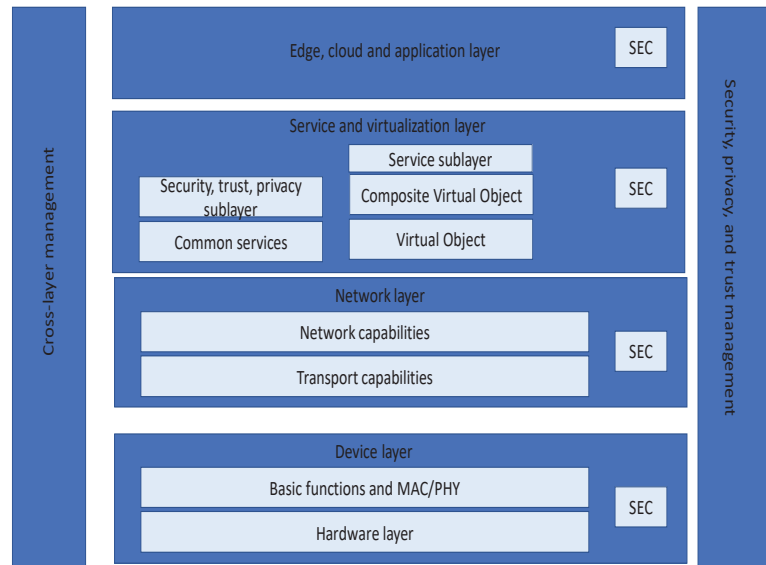 Cross-layer management
Edge, cloud and application layer
SEC
Service and virtualization layer
Service sublayer
Security, trust, privacy
sublayer
Composite Virtual Object
SEC
Common services
Virtual Object
Network layer
Network capabilities
SEC
Transport capabilities
Device layer
Basic functions and MAC/PHY
SEC
Hardware layer
Security, privacy, and trust management